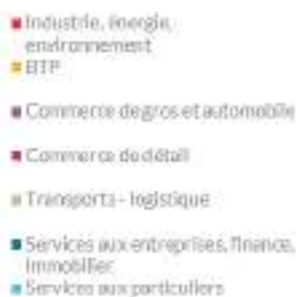 Industrie, énergie,
environnement
BTP
Commerce de gros et automobile
Commerce de détail
Transports - logistique
Services aux entreprises, finance,
immobilier
Services aux particuliers